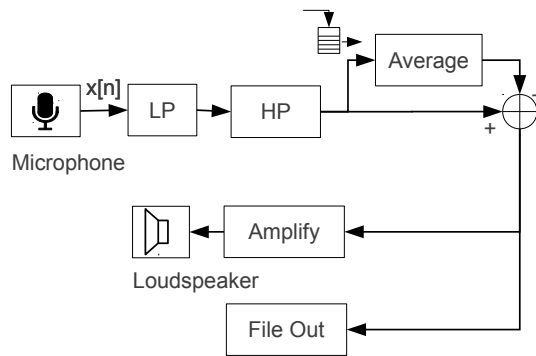 Average
x[n]
LP
HP
-
+
Microphone
Amplify
Loudspeaker
File Out